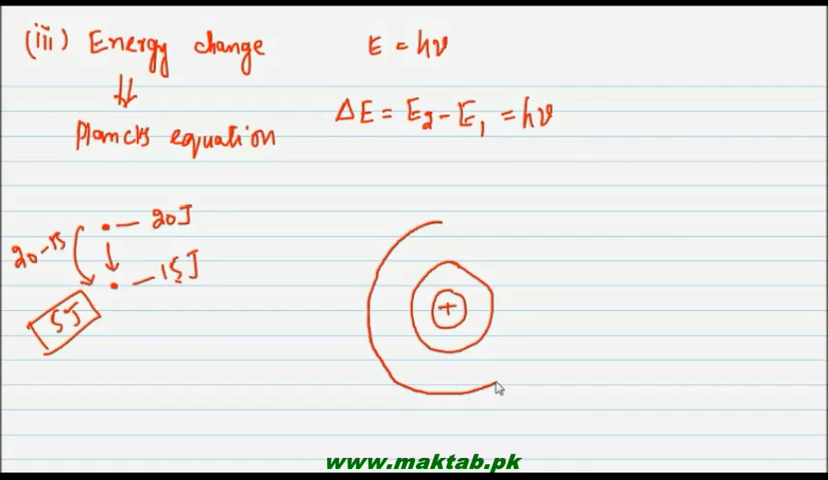 (iii) Energy change
E = hν
ΔE = E₂ - E₁ = hν
Plancks equation
20J
20-15
15J
5J
+
www.maktab.pk